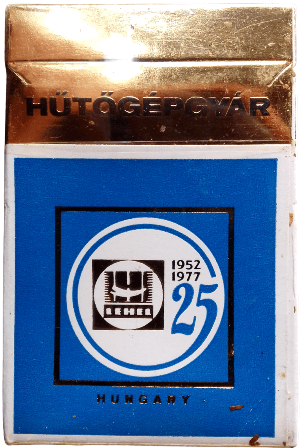 HŰTŐGÉPGYÁR
1952
1977
25
LEHEL
HUNGARY